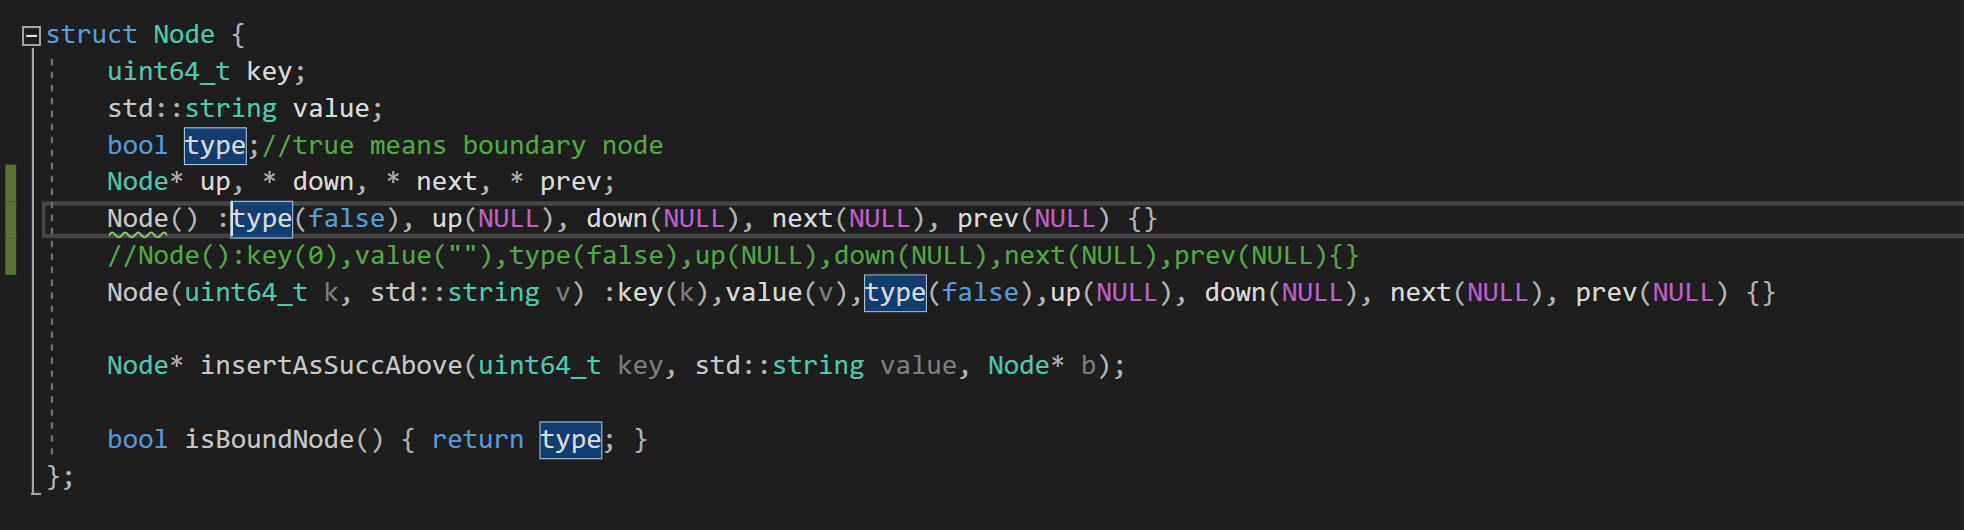 struct Node {
uint64_t key;
std::string value;
bool type;//true means boundary node
Node* up, * down, * next, * prev;
Node() :type(false), up(NULL), down(NULL), next(NULL), prev(NULL) {}
//Node():key(0),value(""),type(false),up(NULL),down(NULL),next(NULL),prev(NULL){}
Node(uint64_t k, std::string v) :key(k),value(v),type(false),up(NULL), down(NULL), next(NULL), prev(NULL) {}
Node* insertAsSuccAbove(uint64_t key, std::string value, Node* b);
bool isBoundNode() { return type; }
};